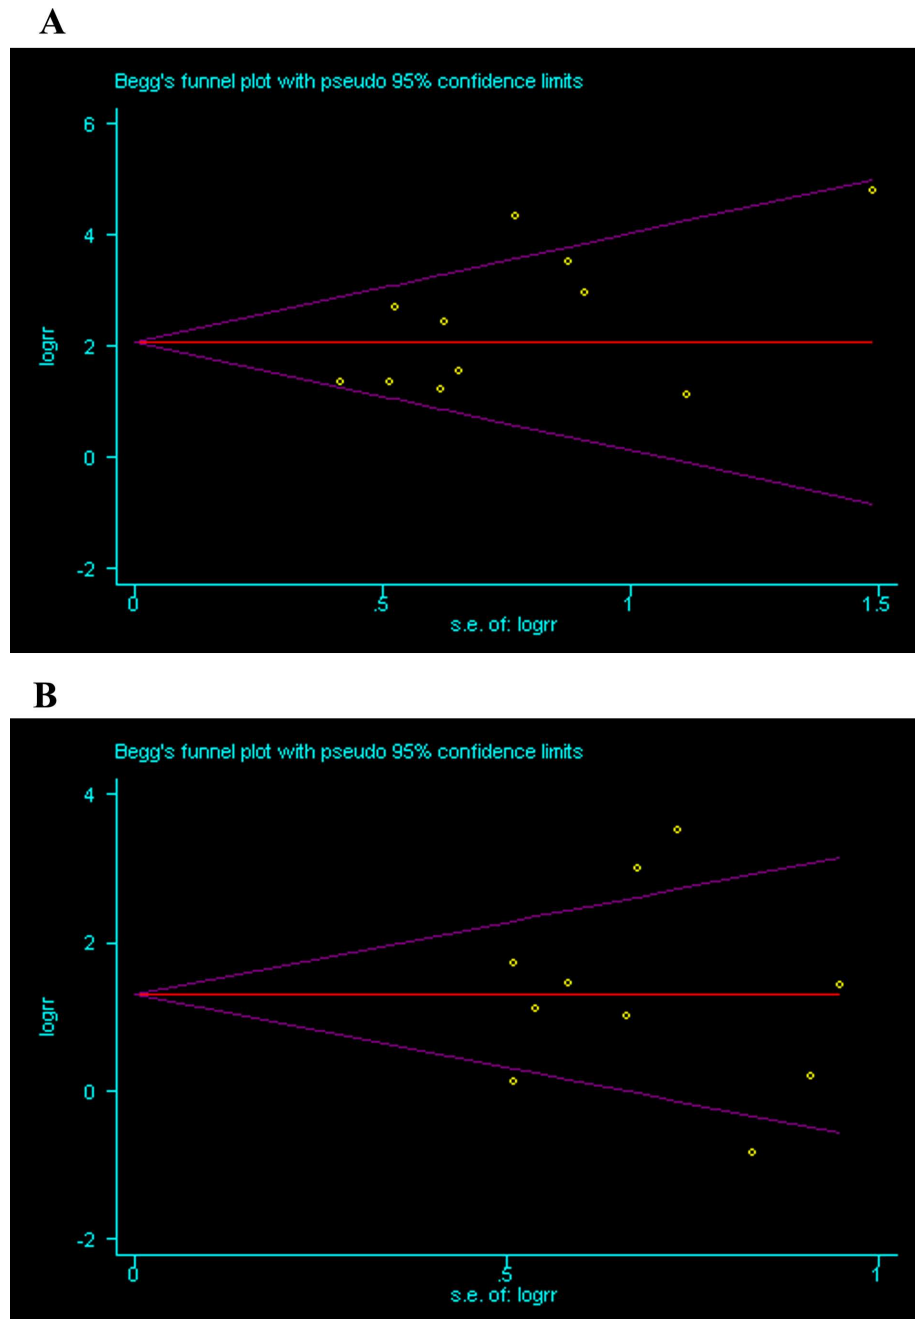 A
Begg's funnel plot with pseudo 95% confidence limits
6
4
logrr
2
0
-2
0 .5 1 1.5
s.e. of: logrr
B
Begg's funnel plot with pseudo 95% confidence limits
4
2
logrr
0
-2
0 .5 1
s.e. of: logrr